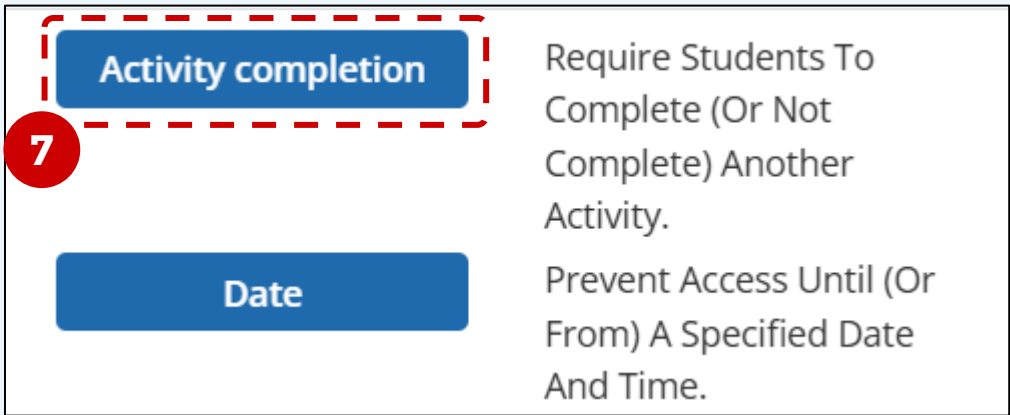 Activity completion
Require Students To
Complete (Or Not
Complete) Another
Activity.
7
Date
Prevent Access Until (Or
From) A Specified Date
And Time.